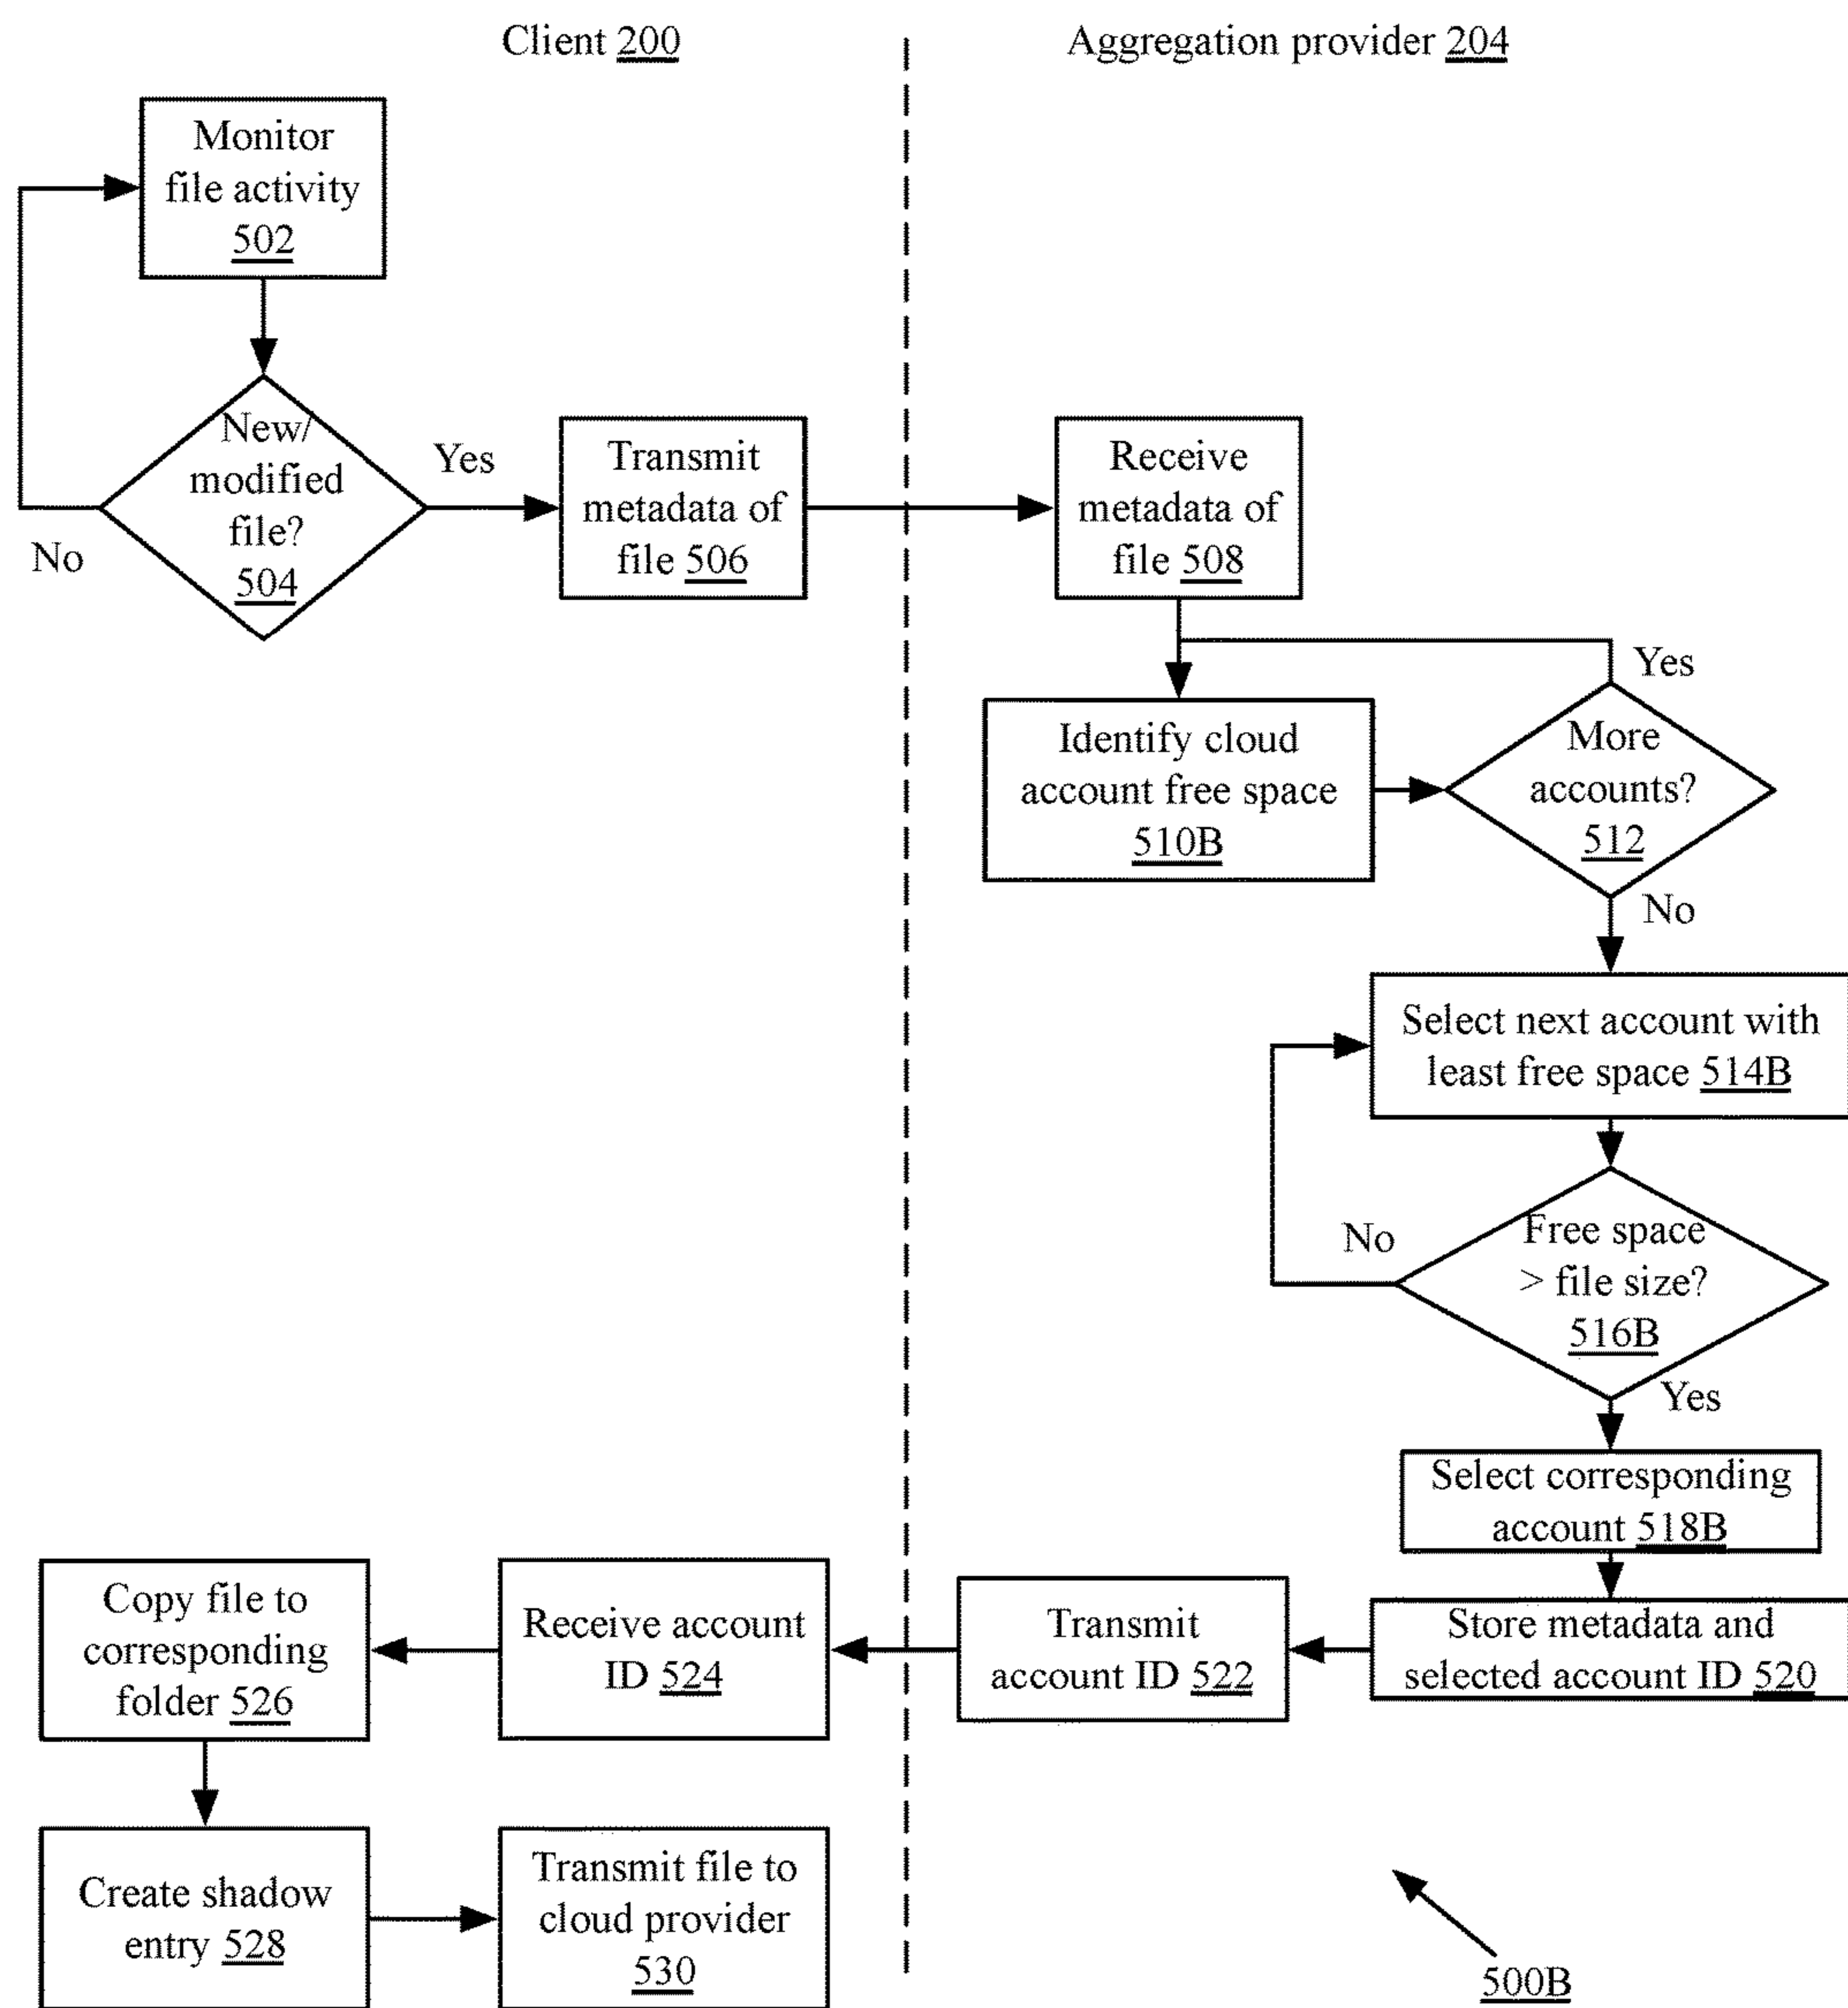 Client 200
Aggregation provider 204
Monitor
file activity
502
New/
modified
file?
504
Yes
No
Transmit
metadata of
file 506
Receive
metadata of
file 508
Identify cloud
account free space
510B
More
accounts?
512
Yes
No
Select next account with
least free space 514B
Free space
> file size?
516B
No
Yes
Select corresponding
account 518B
Store metadata and
selected account ID 520
Transmit
account ID 522
Receive account
ID 524
Copy file to
corresponding
folder 526
Create shadow
entry 528
Transmit file to
cloud provider
530
500B